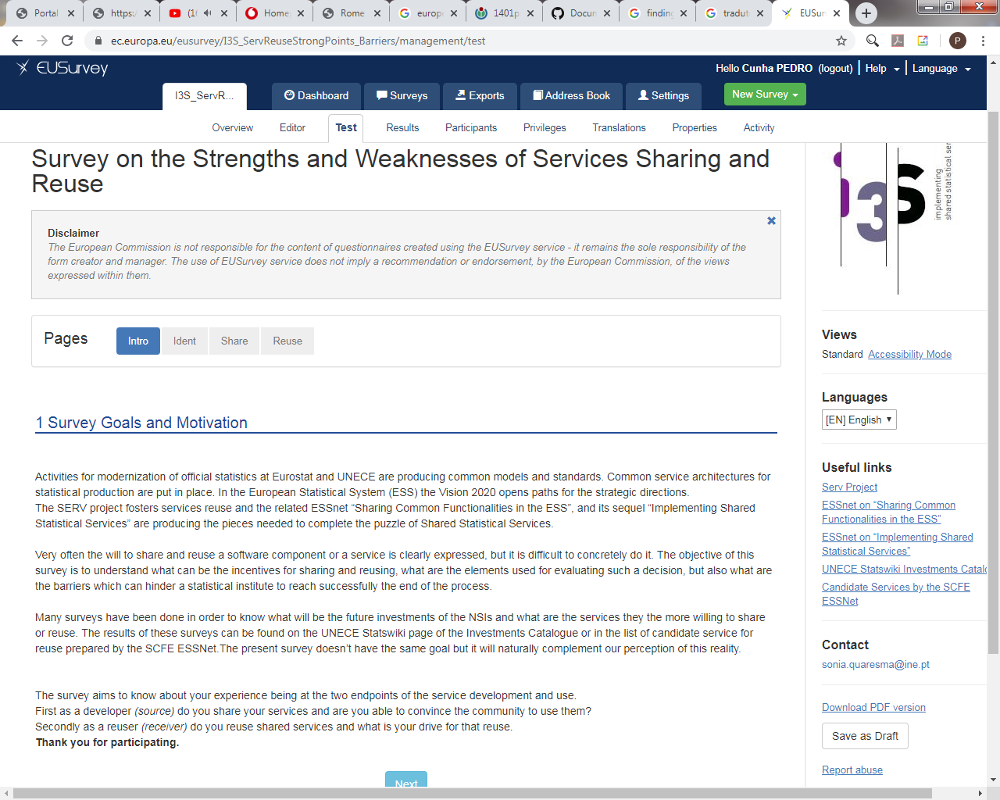 Portal
https:/
(1
Home
Rome
europ
1401p
Docun
finding
tradut
EUSur
ec.europa.eu/eusurvey/I3S_ServReuseStrongPoints_Barriers/management/test
P
EUSurvey
Hello Cunha PEDRO (logout) Help Language
I3S_ServR... Dashboard Surveys Exports Address Book Settings New Survey
Overview Editor Test Results Participants Privileges Translations Properties Activity
Survey on the Strengths and Weaknesses of Services Sharing and
Reuse
Disclaimer
The European Commission is not responsible for the content of questionnaires created using the EUSurvey service - it remains the sole responsibility of the
form creator and manager. The use of EUSurvey service does not imply a recommendation or endorsement, by the European Commission, of the views
expressed within them.
Pages Intro Ident Share Reuse
1 Survey Goals and Motivation
Activities for modernization of official statistics at Eurostat and UNECE are producing common models and standards. Common service architectures for
statistical production are put in place. In the European Statistical System (ESS) the Vision 2020 opens paths for the strategic directions.
The SERV project fosters services reuse and the related ESSnet “Sharing Common Functionalities in the ESS”, and its sequel “Implementing Shared
Statistical Services” are producing the pieces needed to complete the puzzle of Shared Statistical Services.
Very often the will to share and reuse a software component or a service is clearly expressed, but it is difficult to concretely do it. The objective of this
survey is to understand what can be the incentives for sharing and reusing, what are the elements used for evaluating such a decision, but also what are
the barriers which can hinder a statistical institute to reach successfully the end of the process.
Many surveys have been done in order to know what will be the future investments of the NSIs and what are the services they the more willing to share
or reuse. The results of these surveys can be found on the UNECE Statswiki page of the Investments Catalogue or in the list of candidate service for
reuse prepared by the SCFE ESSNet.The present survey doesn’t have the same goal but it will naturally complement our perception of this reality.
The survey aims to know about your experience being at the two endpoints of the service development and use.
First as a developer (source) do you share your services and are you able to convince the community to use them?
Secondly as a reuser (receiver) do you reuse shared services and what is your drive for that reuse.
Thank you for participating.
Next
i3S
implementing
shared statistical ser
Views
Standard Accessibility Mode
Languages
[EN] English
Useful links
Serv Project
ESSnet on “Sharing Common
Functionalities in the ESS”
ESSnet on “Implementing Shared
Statistical Services”
UNECE Statswiki Investments Catalo
Candidate Services by the SCFE
ESSNet
Contact
sonia.quaresma@ine.pt
Download PDF version
Save as Draft
Report abuse